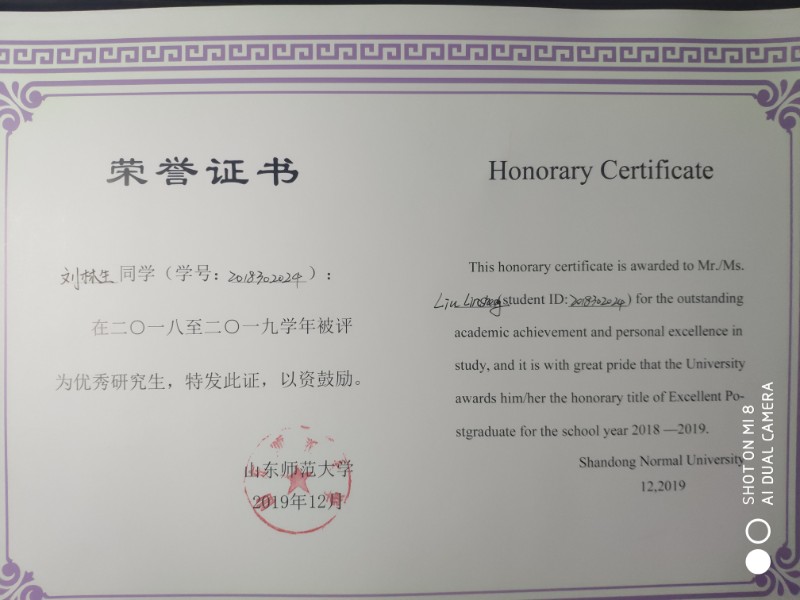 荣誉证书
刘林生同学（学号：2018302024）：
在二〇一八至二〇一九学年被评
为优秀研究生，特发此证，以资鼓励。
山东师范大学
2019年12月
Honorary Certificate
This honorary certificate is awarded to Mr./Ms.
Liu Linsheng student ID:2018302024) for the outstanding
academic achievement and personal excellence in
study, and it is with great pride that the University
awards him/her the honorary title of Excellent Po-
stgraduate for the school year 2018 —2019.
Shandong Normal University
12,2019
SHOT ON MI 8
AI DUAL CAMERA